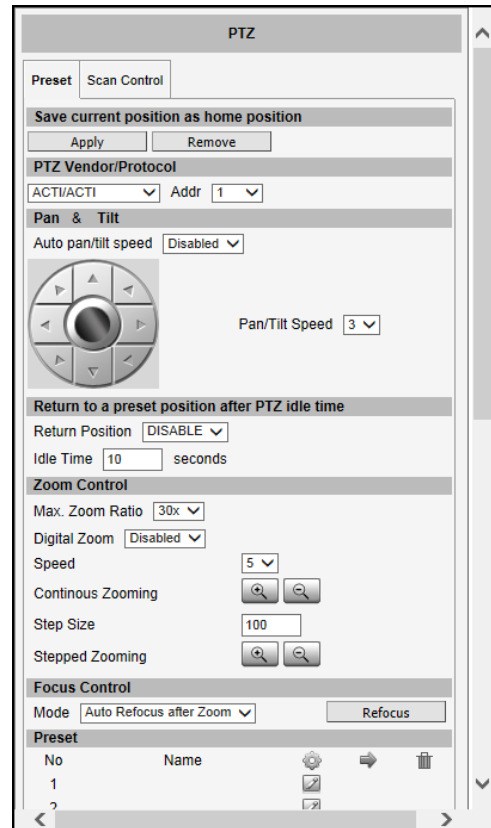 PTZ
Preset Scan Control
Save current position as home position
Apply Remove
PTZ Vendor/Protocol
ACTI/ACTI Addr 1
Pan & Tilt
Auto pan/tilt speed Disabled
Pan/Tilt Speed 3
Return to a preset position after PTZ idle time
Return Position DISABLE
Idle Time 10 seconds
Zoom Control
Max. Zoom Ratio 30x
Digital Zoom Disabled
Speed 5
Continous Zooming
Step Size 100
Stepped Zooming
Focus Control
Mode Auto Refocus after Zoom Refocus
Preset
No Name
1
2